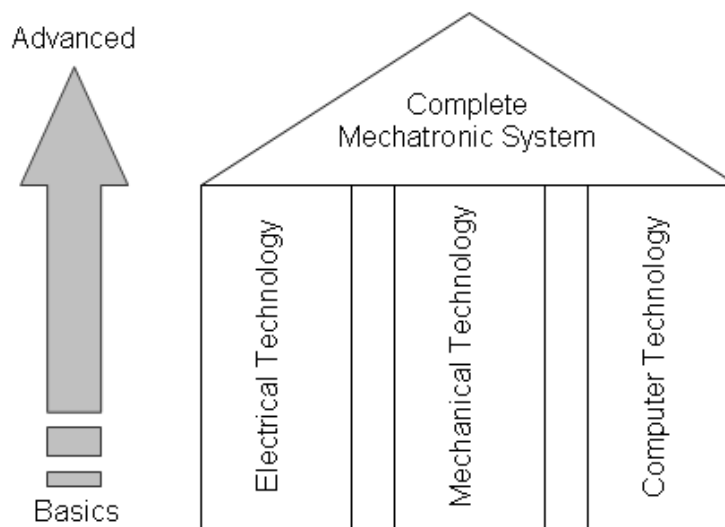 Advanced
Complete
Mechatronic System
Electrical Technology
Mechanical Technology
Computer Technology
Basics